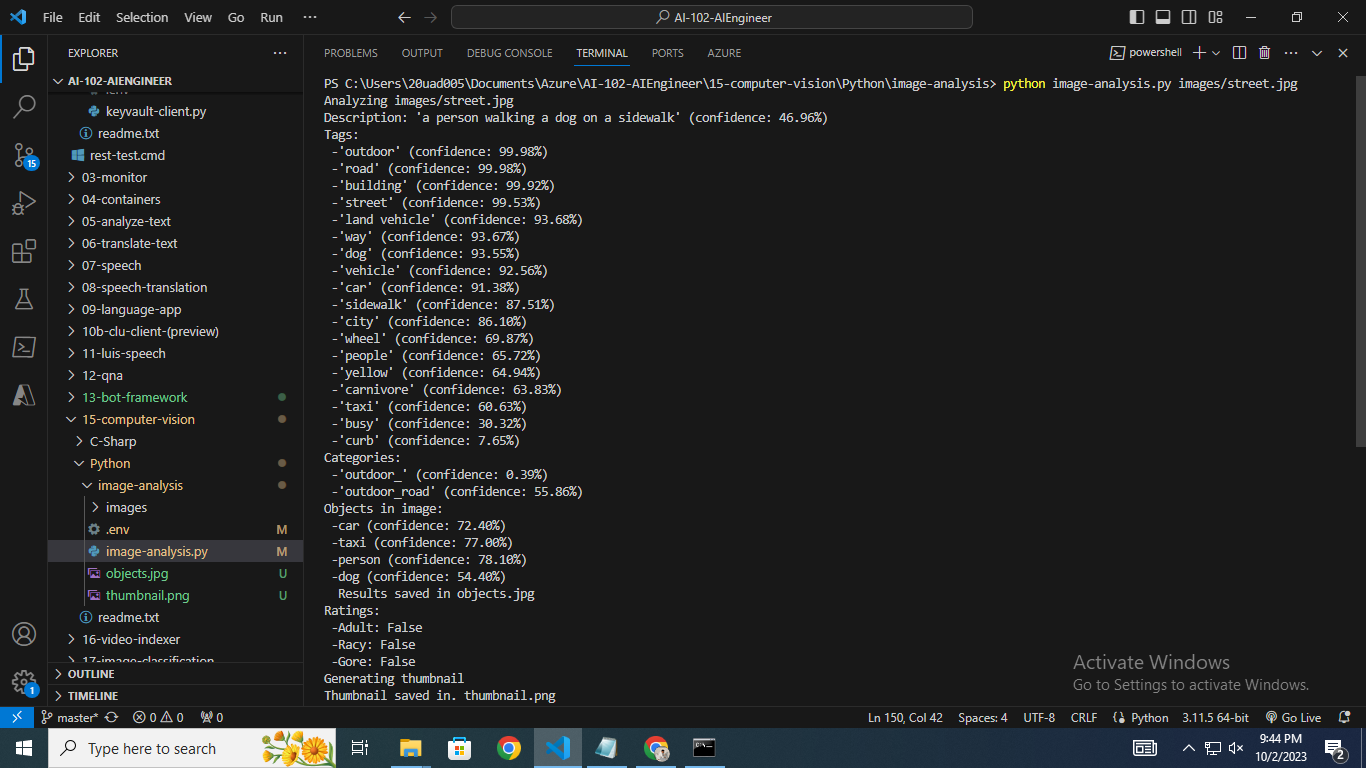 File Edit Selection View Go Run ··· AI-102-AIEngineer
EXPLORER ···
AI-102-AIENGINEER
keyvault-client.py
readme.txt
rest-test.cmd
03-monitor
04-containers
05-analyze-text
06-translate-text
07-speech
08-speech-translation
09-language-app
10b-clu-client-(preview)
11-luis-speech
12-qna
13-bot-framework
15-computer-vision
C-Sharp
Python
image-analysis
images
.env M
image-analysis.py M
objects.jpg U
thumbnail.png U
readme.txt
16-video-indexer
17-image-classification
OUTLINE
TIMELINE
15
1
PROBLEMS OUTPUT DEBUG CONSOLE TERMINAL PORTS AZURE powershell
PS C:\Users\20uad005\Documents\Azure\AI-102-AIEngineer\15-computer-vision\Python\image-analysis> python image-analysis.py images/street.jpg
Analyzing images/street.jpg
Description: 'a person walking a dog on a sidewalk' (confidence: 46.96%)
Tags:
-'outdoor' (confidence: 99.98%)
-'road' (confidence: 99.98%)
-'building' (confidence: 99.92%)
-'street' (confidence: 99.53%)
-'land vehicle' (confidence: 93.68%)
-'way' (confidence: 93.67%)
-'dog' (confidence: 93.55%)
-'vehicle' (confidence: 92.56%)
-'car' (confidence: 91.38%)
-'sidewalk' (confidence: 87.51%)
-'city' (confidence: 86.10%)
-'wheel' (confidence: 69.87%)
-'people' (confidence: 65.72%)
-'yellow' (confidence: 64.94%)
-'carnivore' (confidence: 63.83%)
-'taxi' (confidence: 60.63%)
-'busy' (confidence: 30.32%)
-'curb' (confidence: 7.65%)
Categories:
-'outdoor_' (confidence: 0.39%)
-'outdoor_road' (confidence: 55.86%)
Objects in image:
-car (confidence: 72.40%)
-taxi (confidence: 77.00%)
-person (confidence: 78.10%)
-dog (confidence: 54.40%)
Results saved in objects.jpg
Ratings:
-Adult: False
-Racy: False
-Gore: False
Generating thumbnail
Thumbnail saved in. thumbnail.png
Activate Windows
Go to Settings to activate Windows.
master* 0 0 0 Ln 150, Col 42 Spaces: 4 UTF-8 CRLF Python 3.11.5 64-bit Go Live
Type here to search
9:44 PM
10/2/2023
2